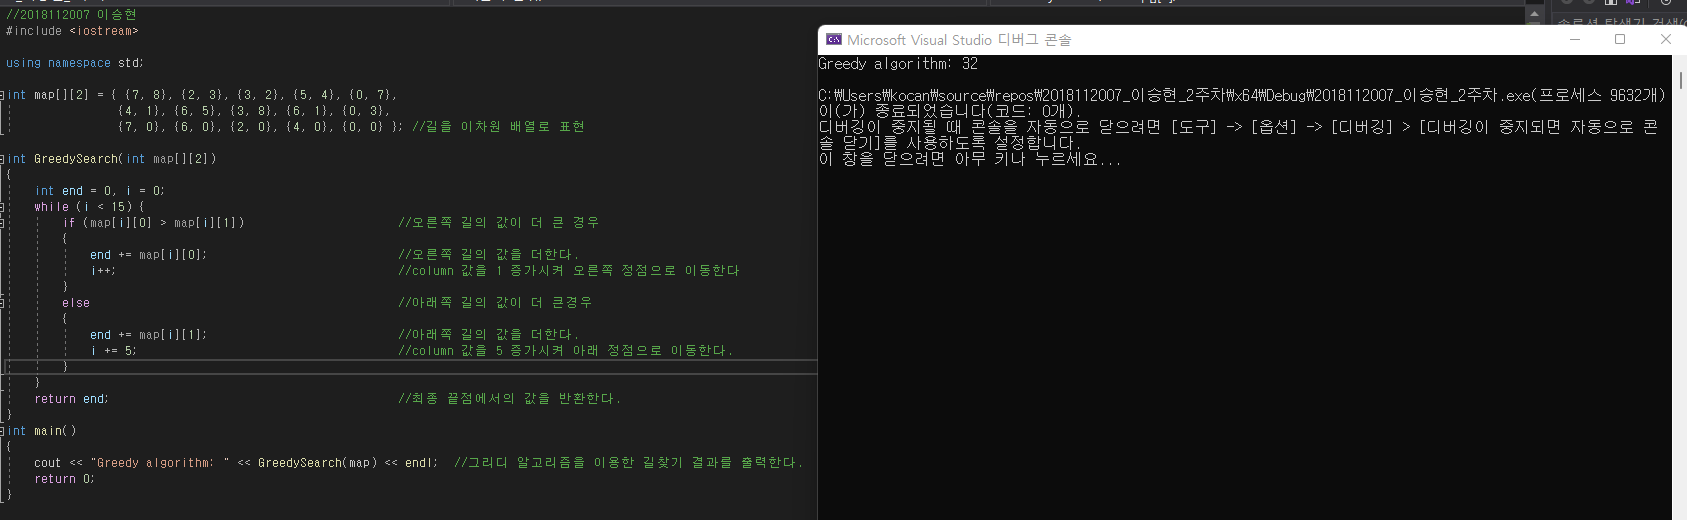 //2018112007 이승현
#include <iostream>
using namespace std;
int map[][2] = { {7, 8}, {2, 3}, {3, 2}, {5, 4}, {0, 7},
{4, 1}, {6, 5}, {3, 8}, {6, 1}, {0, 3},
{7, 0}, {6, 0}, {2, 0}, {4, 0}, {0, 0} }; //길을 이차원 배열로 표현
int GreedySearch(int map[][2])
{
int end = 0, i = 0;
while (i < 15) {
if (map[i][0] > map[i][1]) //오른쪽 길의 값이 더 큰 경우
{
end += map[i][0]; //오른쪽 길의 값을 더한다.
i++; //column 값을 1 증가시켜 오른쪽 정점으로 이동한다
}
else //아래쪽 길의 값이 더 큰경우
{
end += map[i][1]; //아래쪽 길의 값을 더한다.
i += 5; //column 값을 5 증가시켜 아래 정점으로 이동한다.
}
}
return end; //최종 끝점에서의 값을 반환한다.
}
int main()
{
cout << "Greedy algorithm: " << GreedySearch(map) << endl; //그리디 알고리즘을 이용한 길찾기 결과를 출력한다.
return 0;
}
Microsoft Visual Studio 디버그 콘솔
Greedy algorithm: 32
C:₩Users₩kocan₩source₩repos₩2018112007_이승현_2주차₩x64₩Debug₩2018112007_이승현_2주차.exe(프로세스 9632개)
이(가) 종료되었습니다(코드: 0개).
디버깅이 중지될 때 콘솔을 자동으로 닫으려면 [도구] -> [옵션] -> [디버깅] > [디버깅이 중지되면 자동으로 콘
솔 닫기]를 사용하도록 설정합니다.
이 창을 닫으려면 아무 키나 누르세요...